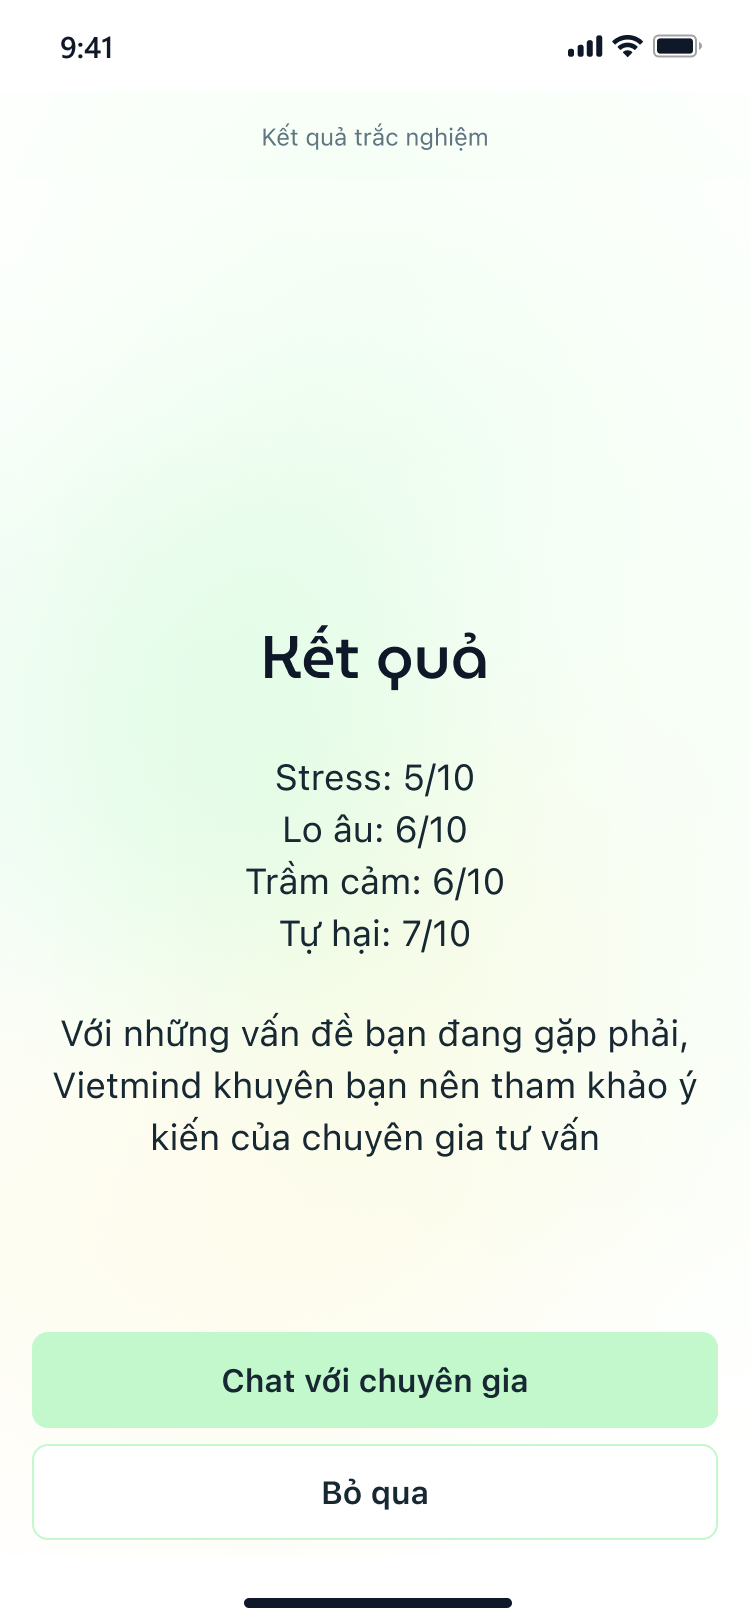 9:41
Kết quả trắc nghiệm
Kết quả
Stress: 5/10
Lo âu: 6/10
Trầm cảm: 6/10
Tự hại: 7/10
Với những vấn đề bạn đang gặp phải,
Vietmind khuyên bạn nên tham khảo ý
kiến của chuyên gia tư vấn
Chat với chuyên gia
Bỏ qua